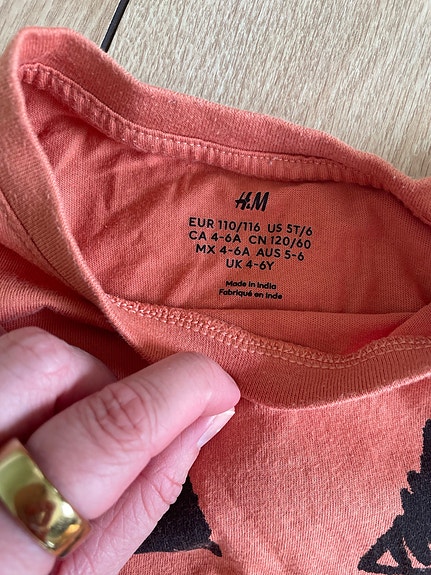 H&M
EUR 110/116 US 5T/6
CA 4-6A CN 120/60
MX 4-6A AUS 5-6
UK 4-6Y
Made in India
Fabriqué en Inde